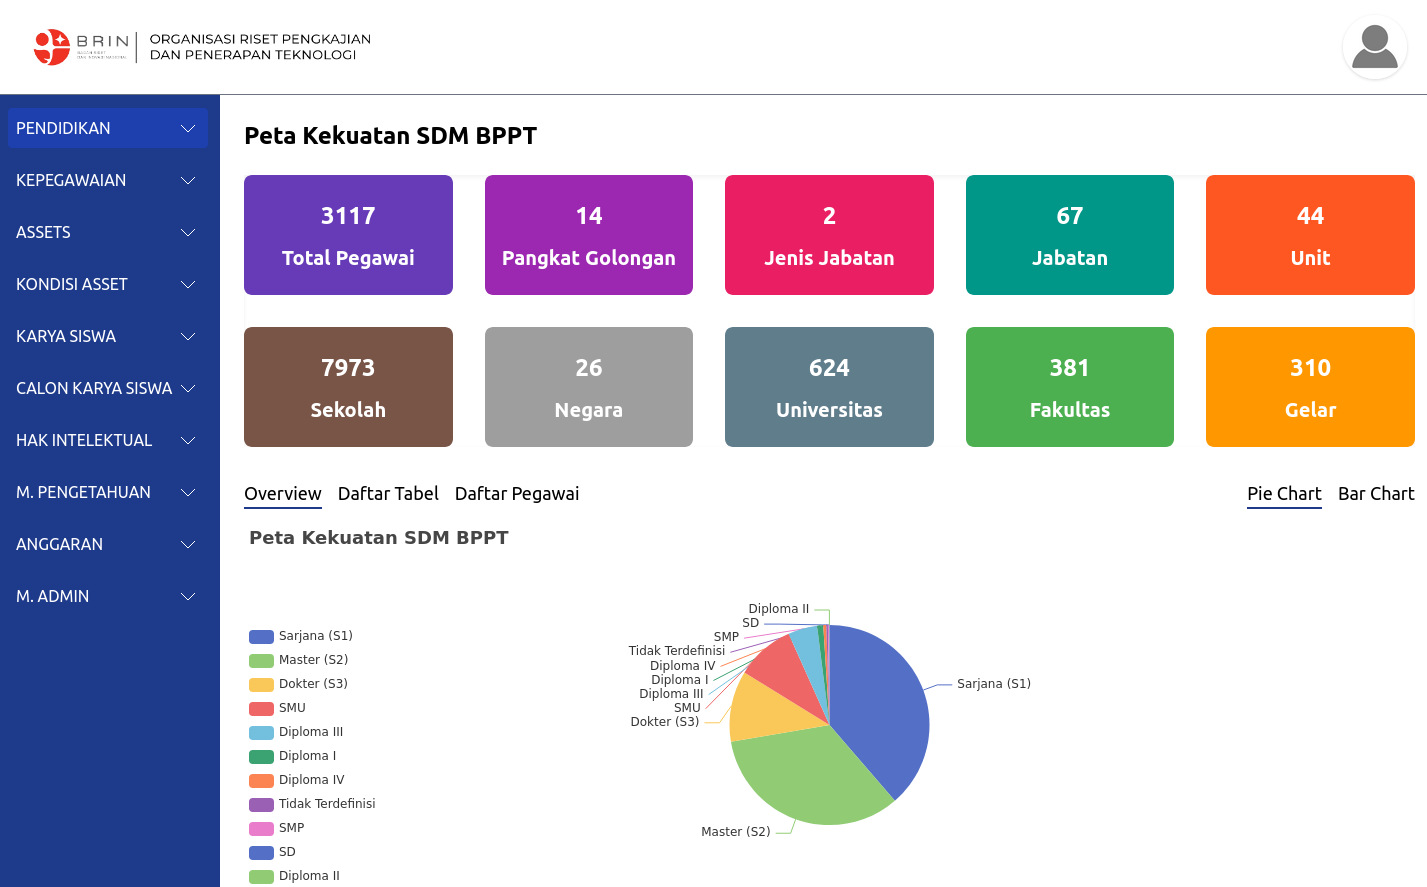 BRIN
ORGANISASI RISET PENGKAJIAN
DAN PENERAPAN TEKNOLOGI
PENDIDIKAN
KEPEGAWAIAN
ASSETS
KONDISI ASSET
KARYA SISWA
CALON KARYA SISWA
HAK INTELEKTUAL
M. PENGETAHUAN
ANGGARAN
M. ADMIN
Peta Kekuatan SDM BPPT
3117
Total Pegawai
14
Pangkat Golongan
2
Jenis Jabatan
67
Jabatan
44
Unit
7973
Sekolah
26
Negara
624
Universitas
381
Fakultas
310
Gelar
Overview Daftar Tabel Daftar Pegawai
Pie Chart Bar Chart
Peta Kekuatan SDM BPPT
Sarjana (S1)
Master (S2)
Dokter (S3)
SMU
Diploma III
Diploma I
Diploma IV
Tidak Terdefinisi
SMP
SD
Diploma II
Diploma II
SD
SMP
Tidak Terdefinisi
Diploma IV
Diploma I
Diploma III
SMU
Dokter (S3)
Sarjana (S1)
Master (S2)